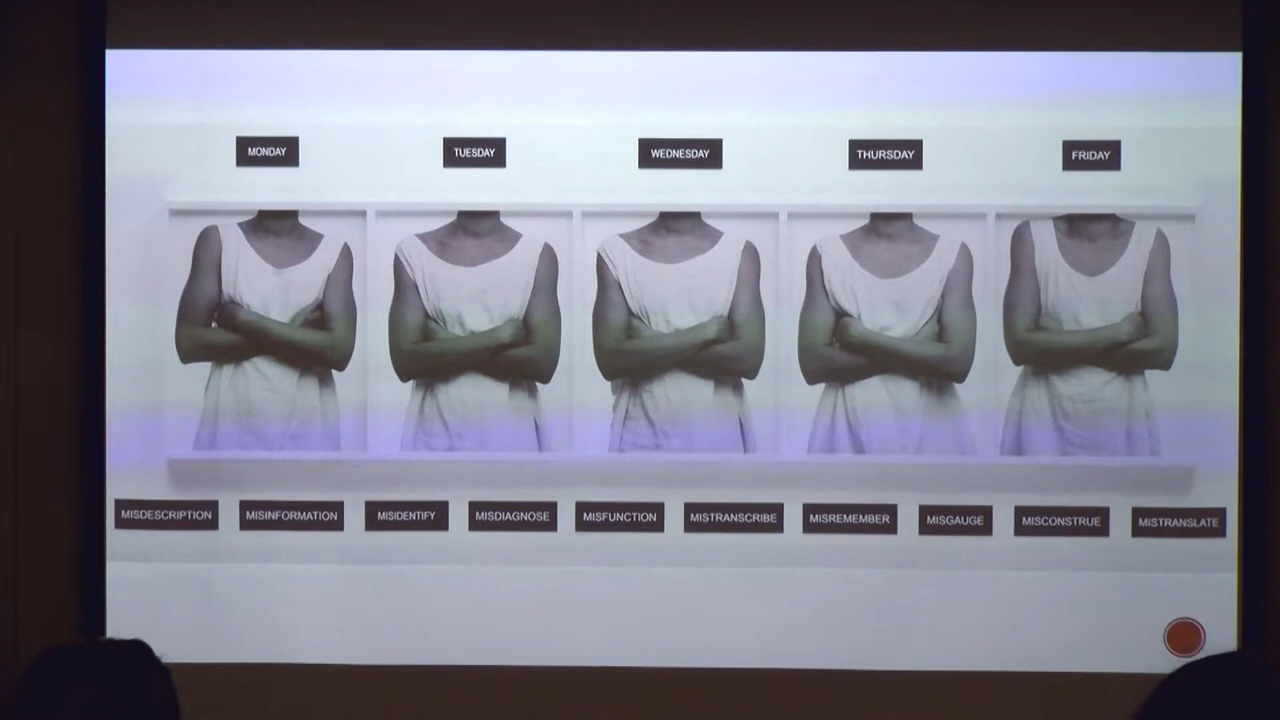 MONDAY TUESDAY WEDNESDAY THURSDAY FRIDAY
MISDESCRIPTION MISINFORMATION MISIDENTIFY MISDIAGNOSE MISFUNCTION MISTRANSCRIBE MISREMEMBER MISGAUGE MISCONSTRUE MISTRANSLATE